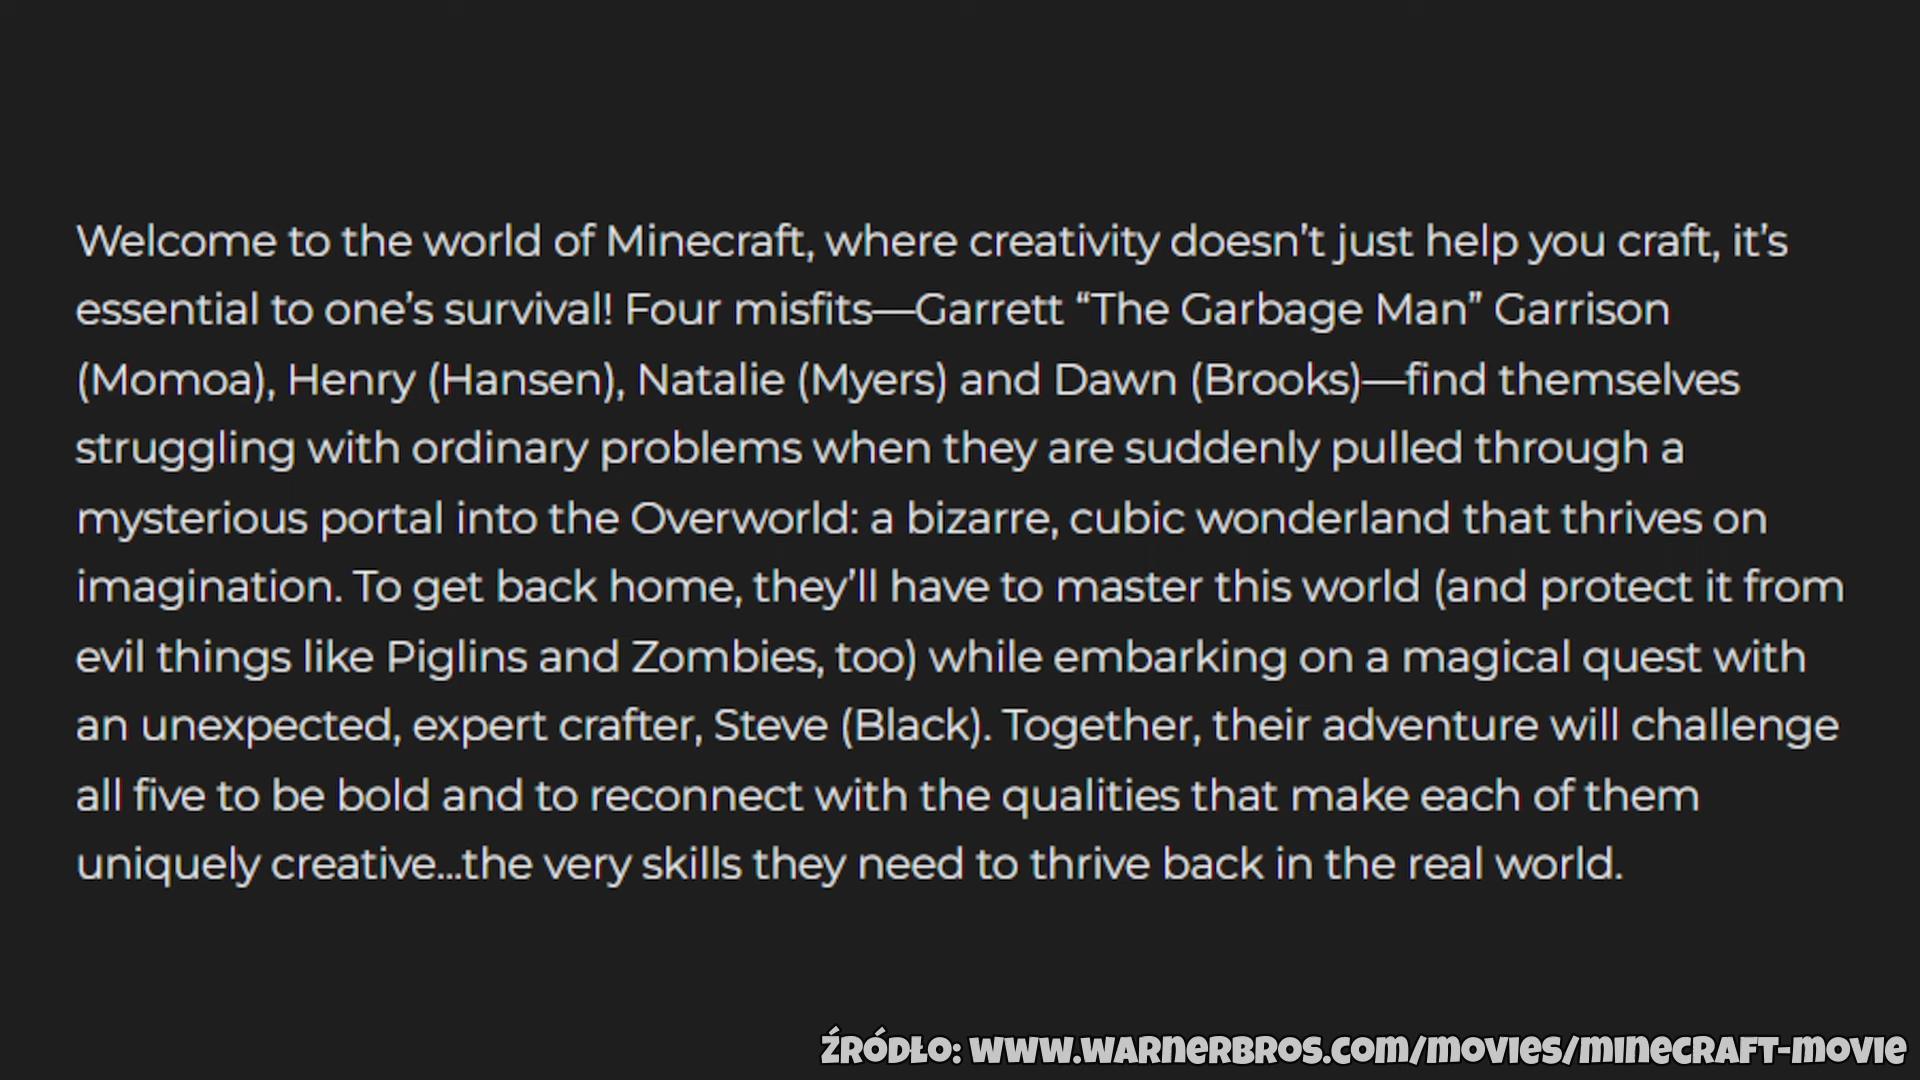 Welcome to the world of Minecraft, where creativity doesn’t just help you craft, it’s
essential to one’s survival! Four misfits—Garrett “The Garbage Man” Garrison
(Momoa), Henry (Hansen), Natalie (Myers) and Dawn (Brooks)—find themselves
struggling with ordinary problems when they are suddenly pulled through a
mysterious portal into the Overworld: a bizarre, cubic wonderland that thrives on
imagination. To get back home, they’ll have to master this world (and protect it from
evil things like Piglins and Zombies, too) while embarking on a magical quest with
an unexpected, expert crafter, Steve (Black). Together, their adventure will challenge
all five to be bold and to reconnect with the qualities that make each of them
uniquely creative...the very skills they need to thrive back in the real world.
ŹRÓDŁO: www.warnerbros.com/movies/minecraft-movie